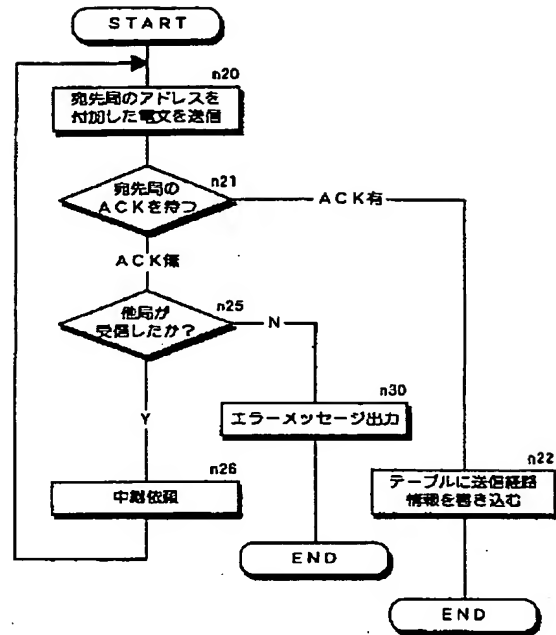 START
n20
宛先局のアドレスを
付加した電文を送信
n21
宛先局の
ACKを待つ
ACK有
ACK無
n25
他局が
受信したか?
N
Y
n30
エラーメッセージ出力
n26
中継依頼
n22
テーブルに送信経路
情報を書き込む
END
END